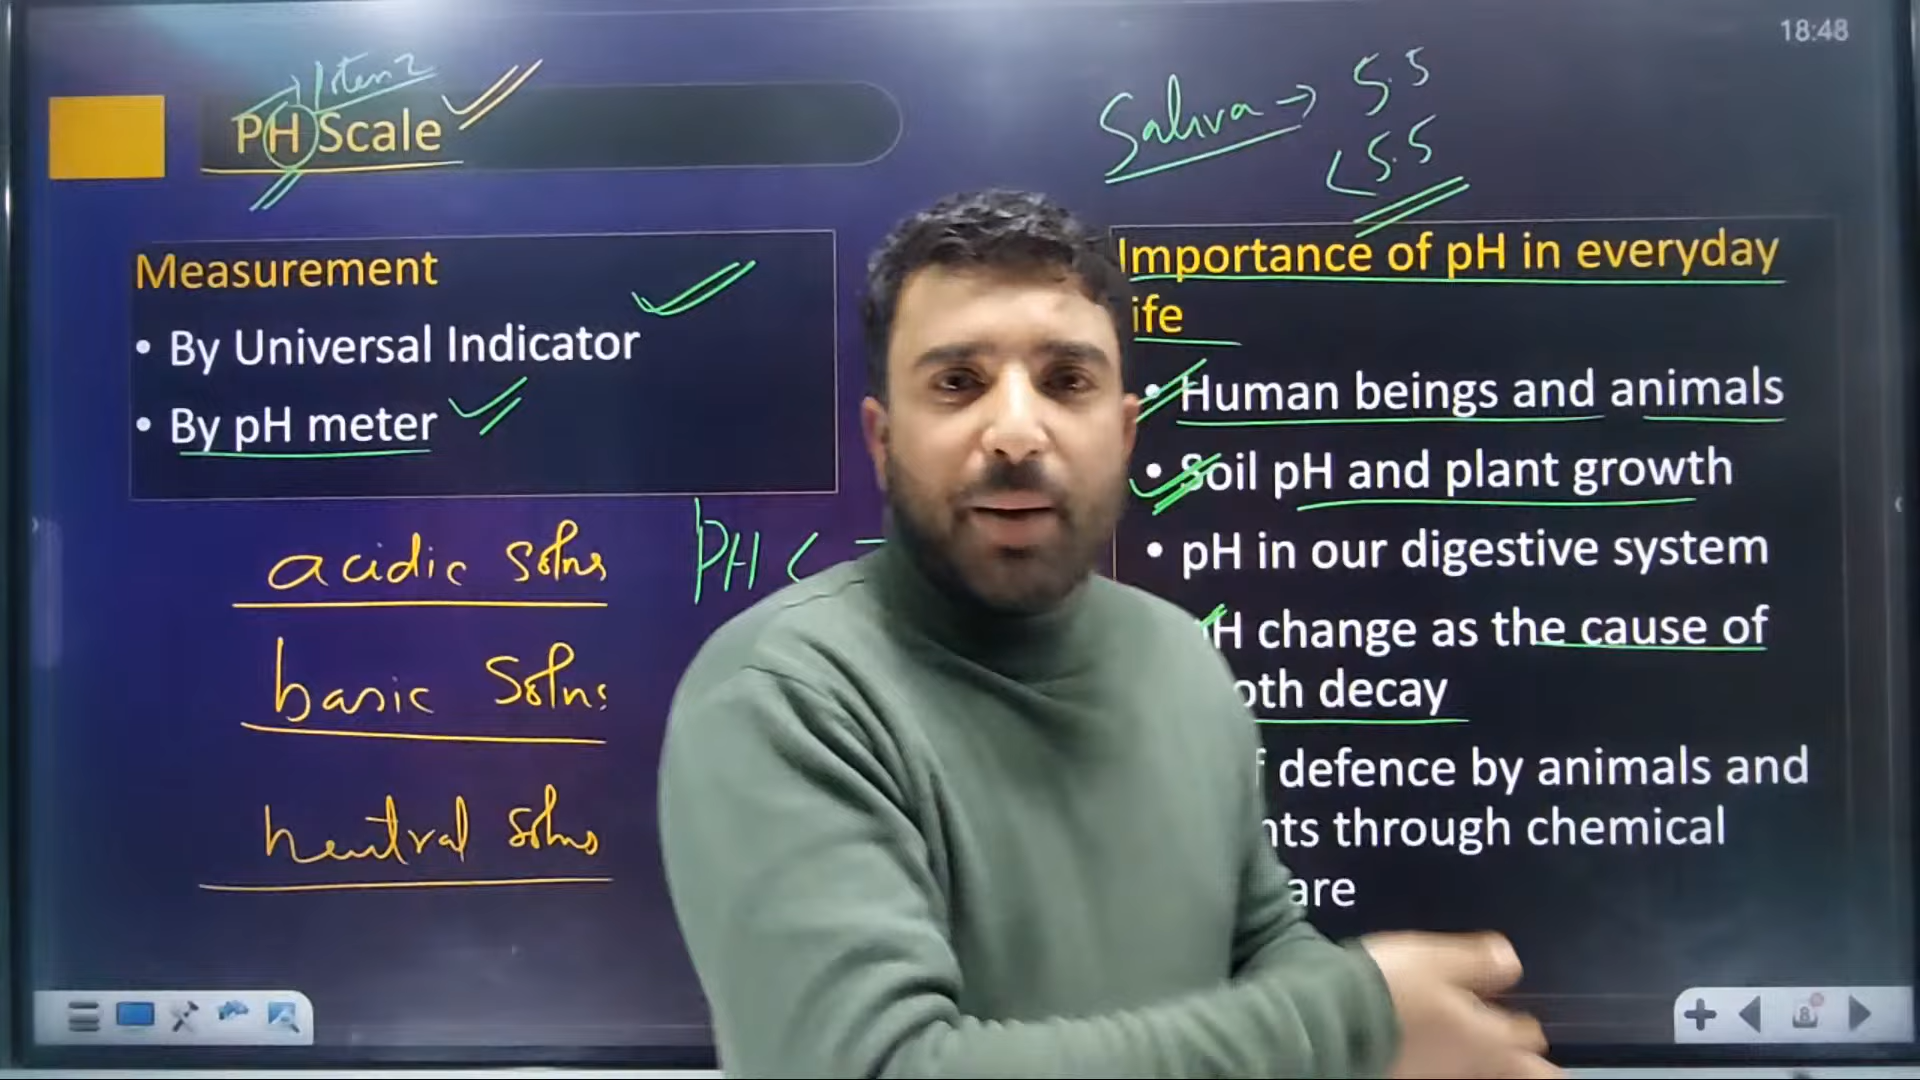 18:48
PH Scale
Saliva → 5.5
< 5.5
Measurement
• By Universal Indicator
• By pH meter
acidic solns
PH <
basic Solns
neutral solns
Importance of pH in everyday
ife
• Human beings and animals
• Soil pH and plant growth
• pH in our digestive system
H change as the cause of
oth decay
defence by animals and
nts through chemical
are
8